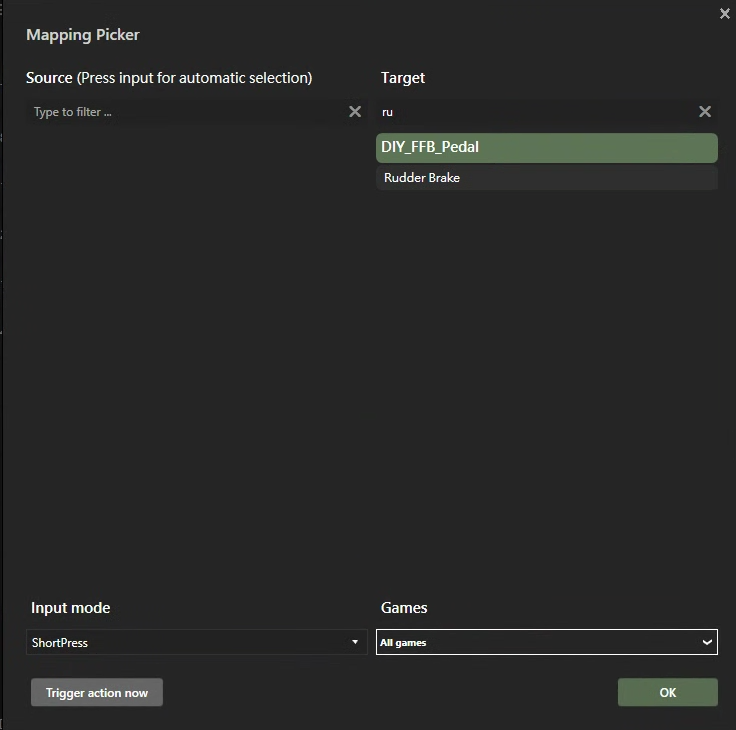 Mapping Picker
Source (Press input for automatic selection)
Target
Type to filter ...
ru
DIY_FFB_Pedal
Rudder Brake
Input mode
Games
ShortPress
All games
Trigger action now
OK